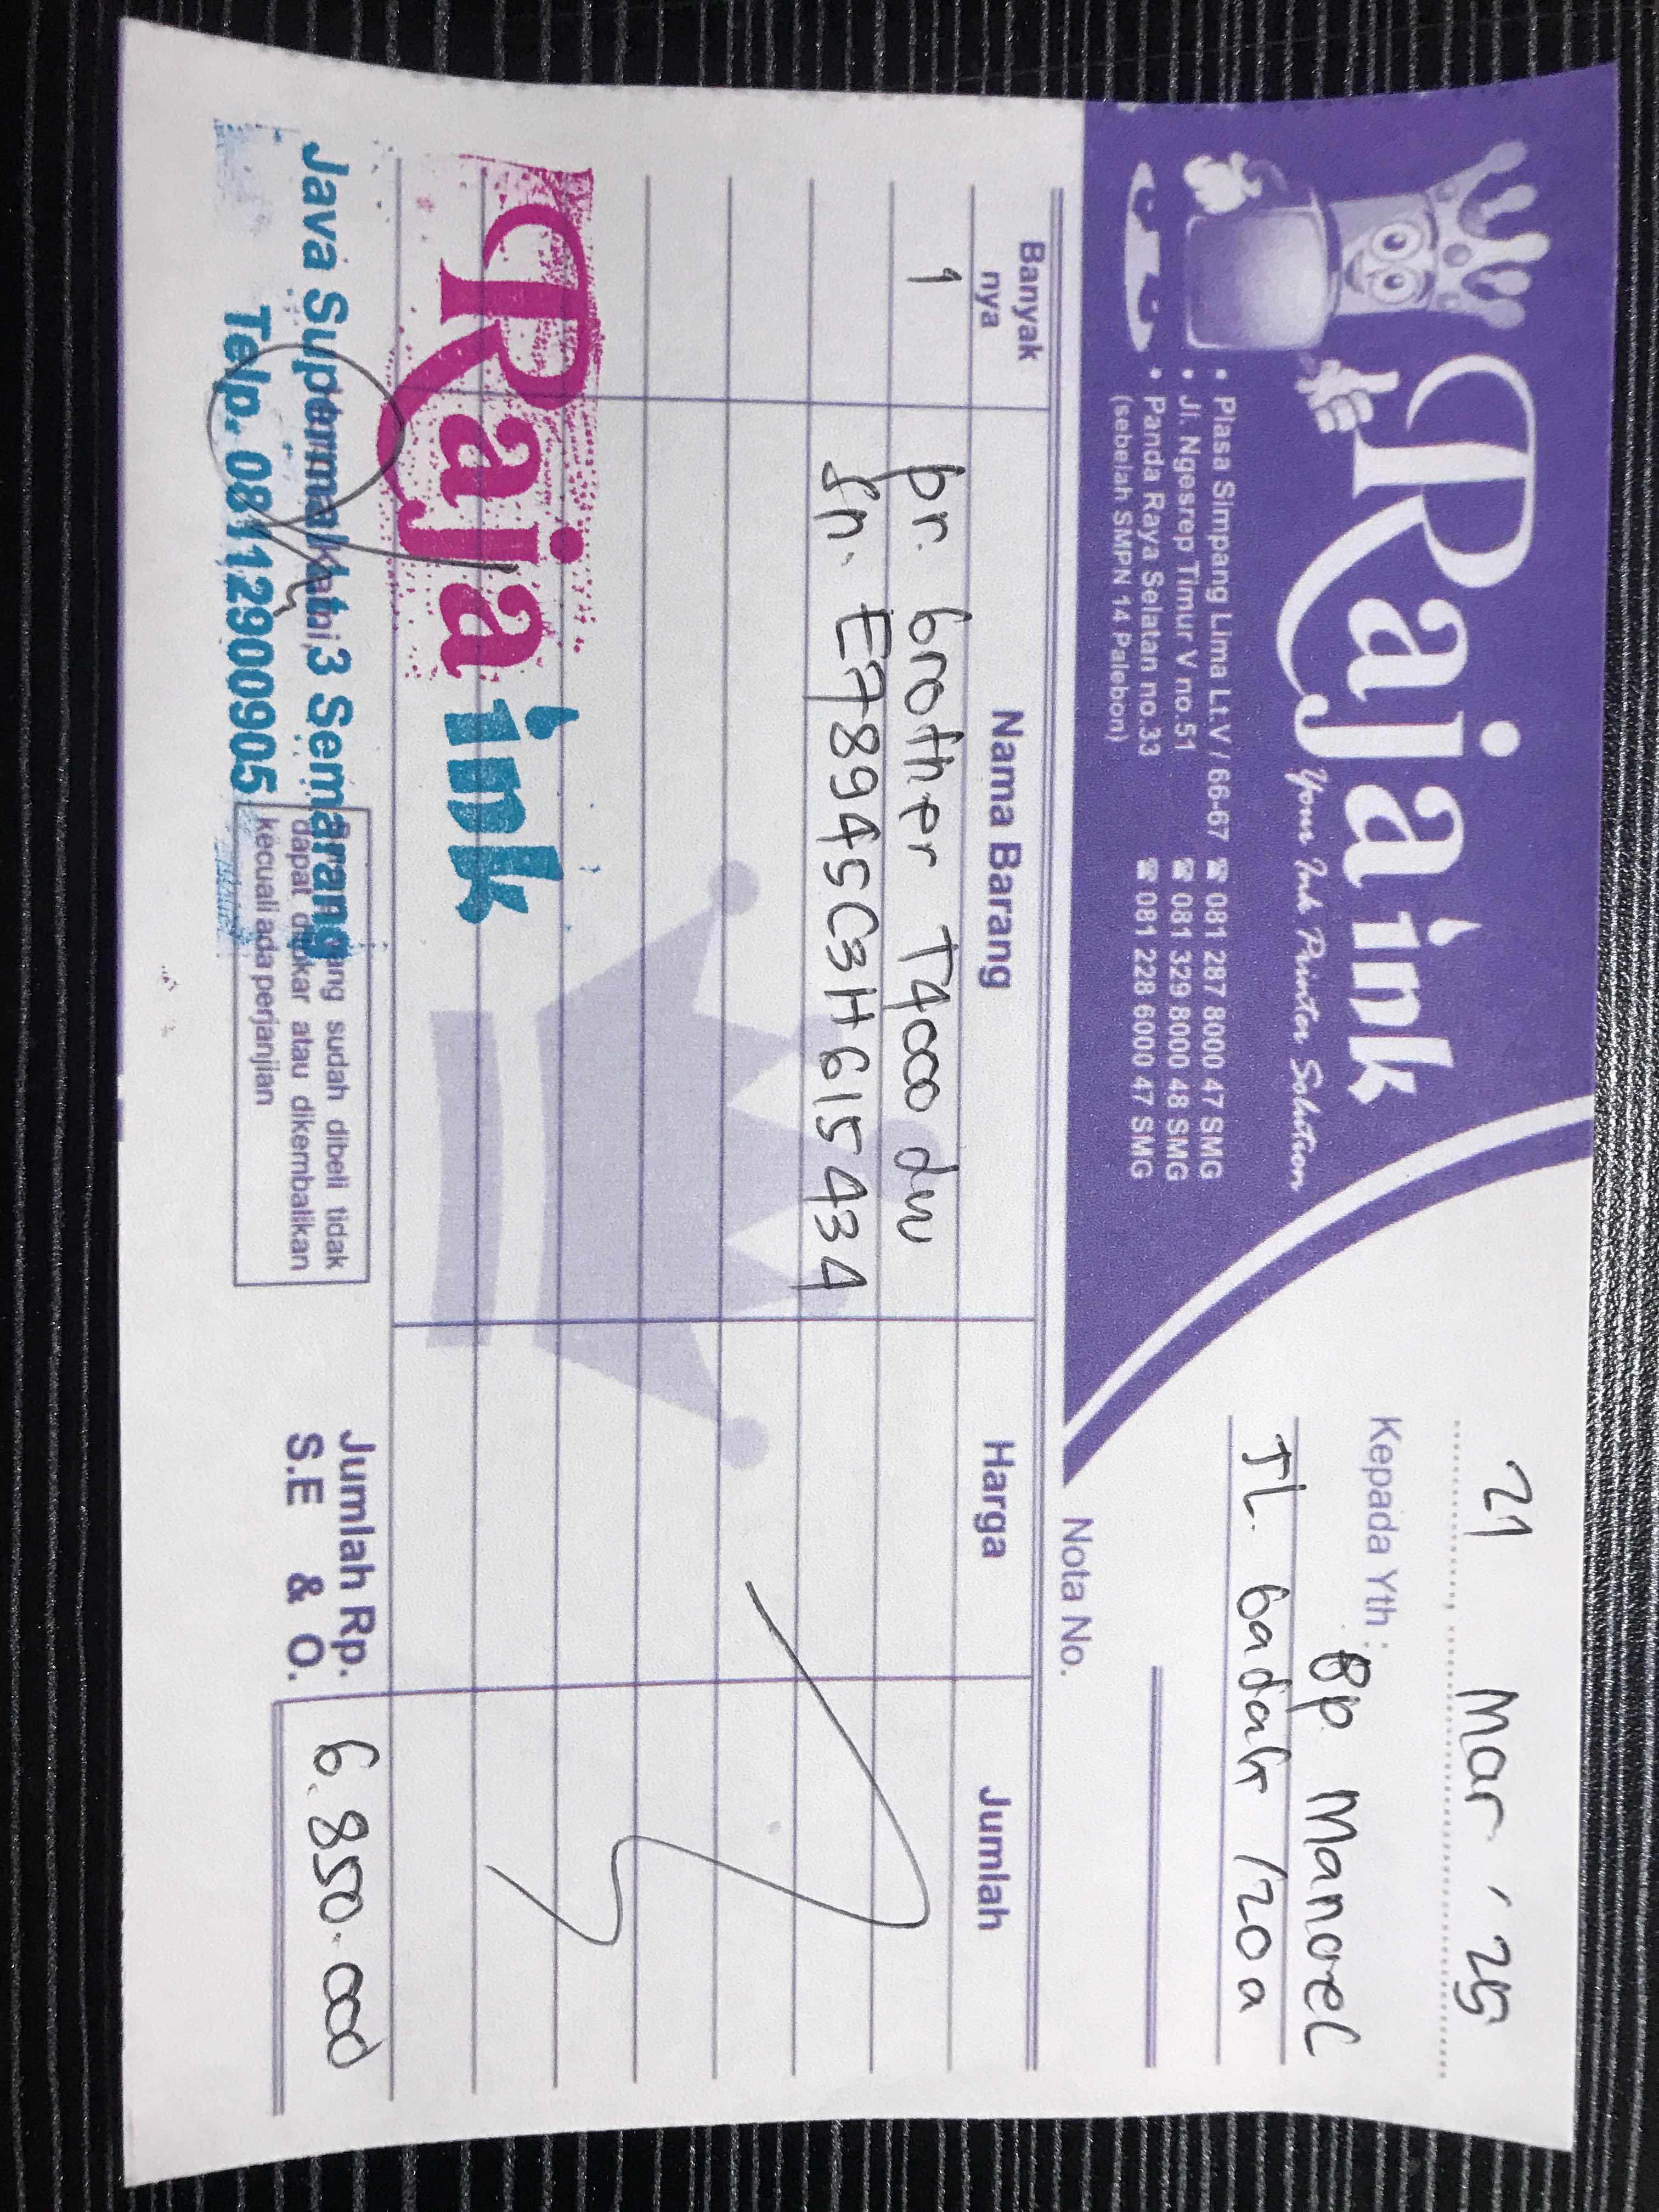 Raja ink
Your Ink Printer Solution
• Plasa Simpang Lima Lt.V / 66-67 ☎ 081 287 8000 47 SMG
• Jl. Ngesrep Timur V no.51 ☎ 081 329 8000 48 SMG
• Panda Raya Selatan no.33 ☎ 081 228 6000 47 SMG
(sebelah SMPN 14 Palebon)
21 Mar, 25
Kepada Yth : Bp Manorel
JL. badak 120a
Nota No.
Banyak nya Nama Barang Harga Jumlah
1 pr. brother T4000 dw
sn. E78945C3H615434
Raja ink
Java Supermal 3 Semarang
Telp. 08112900905
Barang yang sudah dibeli tidak
dapat ditukar atau dikembalikan
kecuali ada perjanjian
Jumlah Rp. 6.850.000
S.E & O.